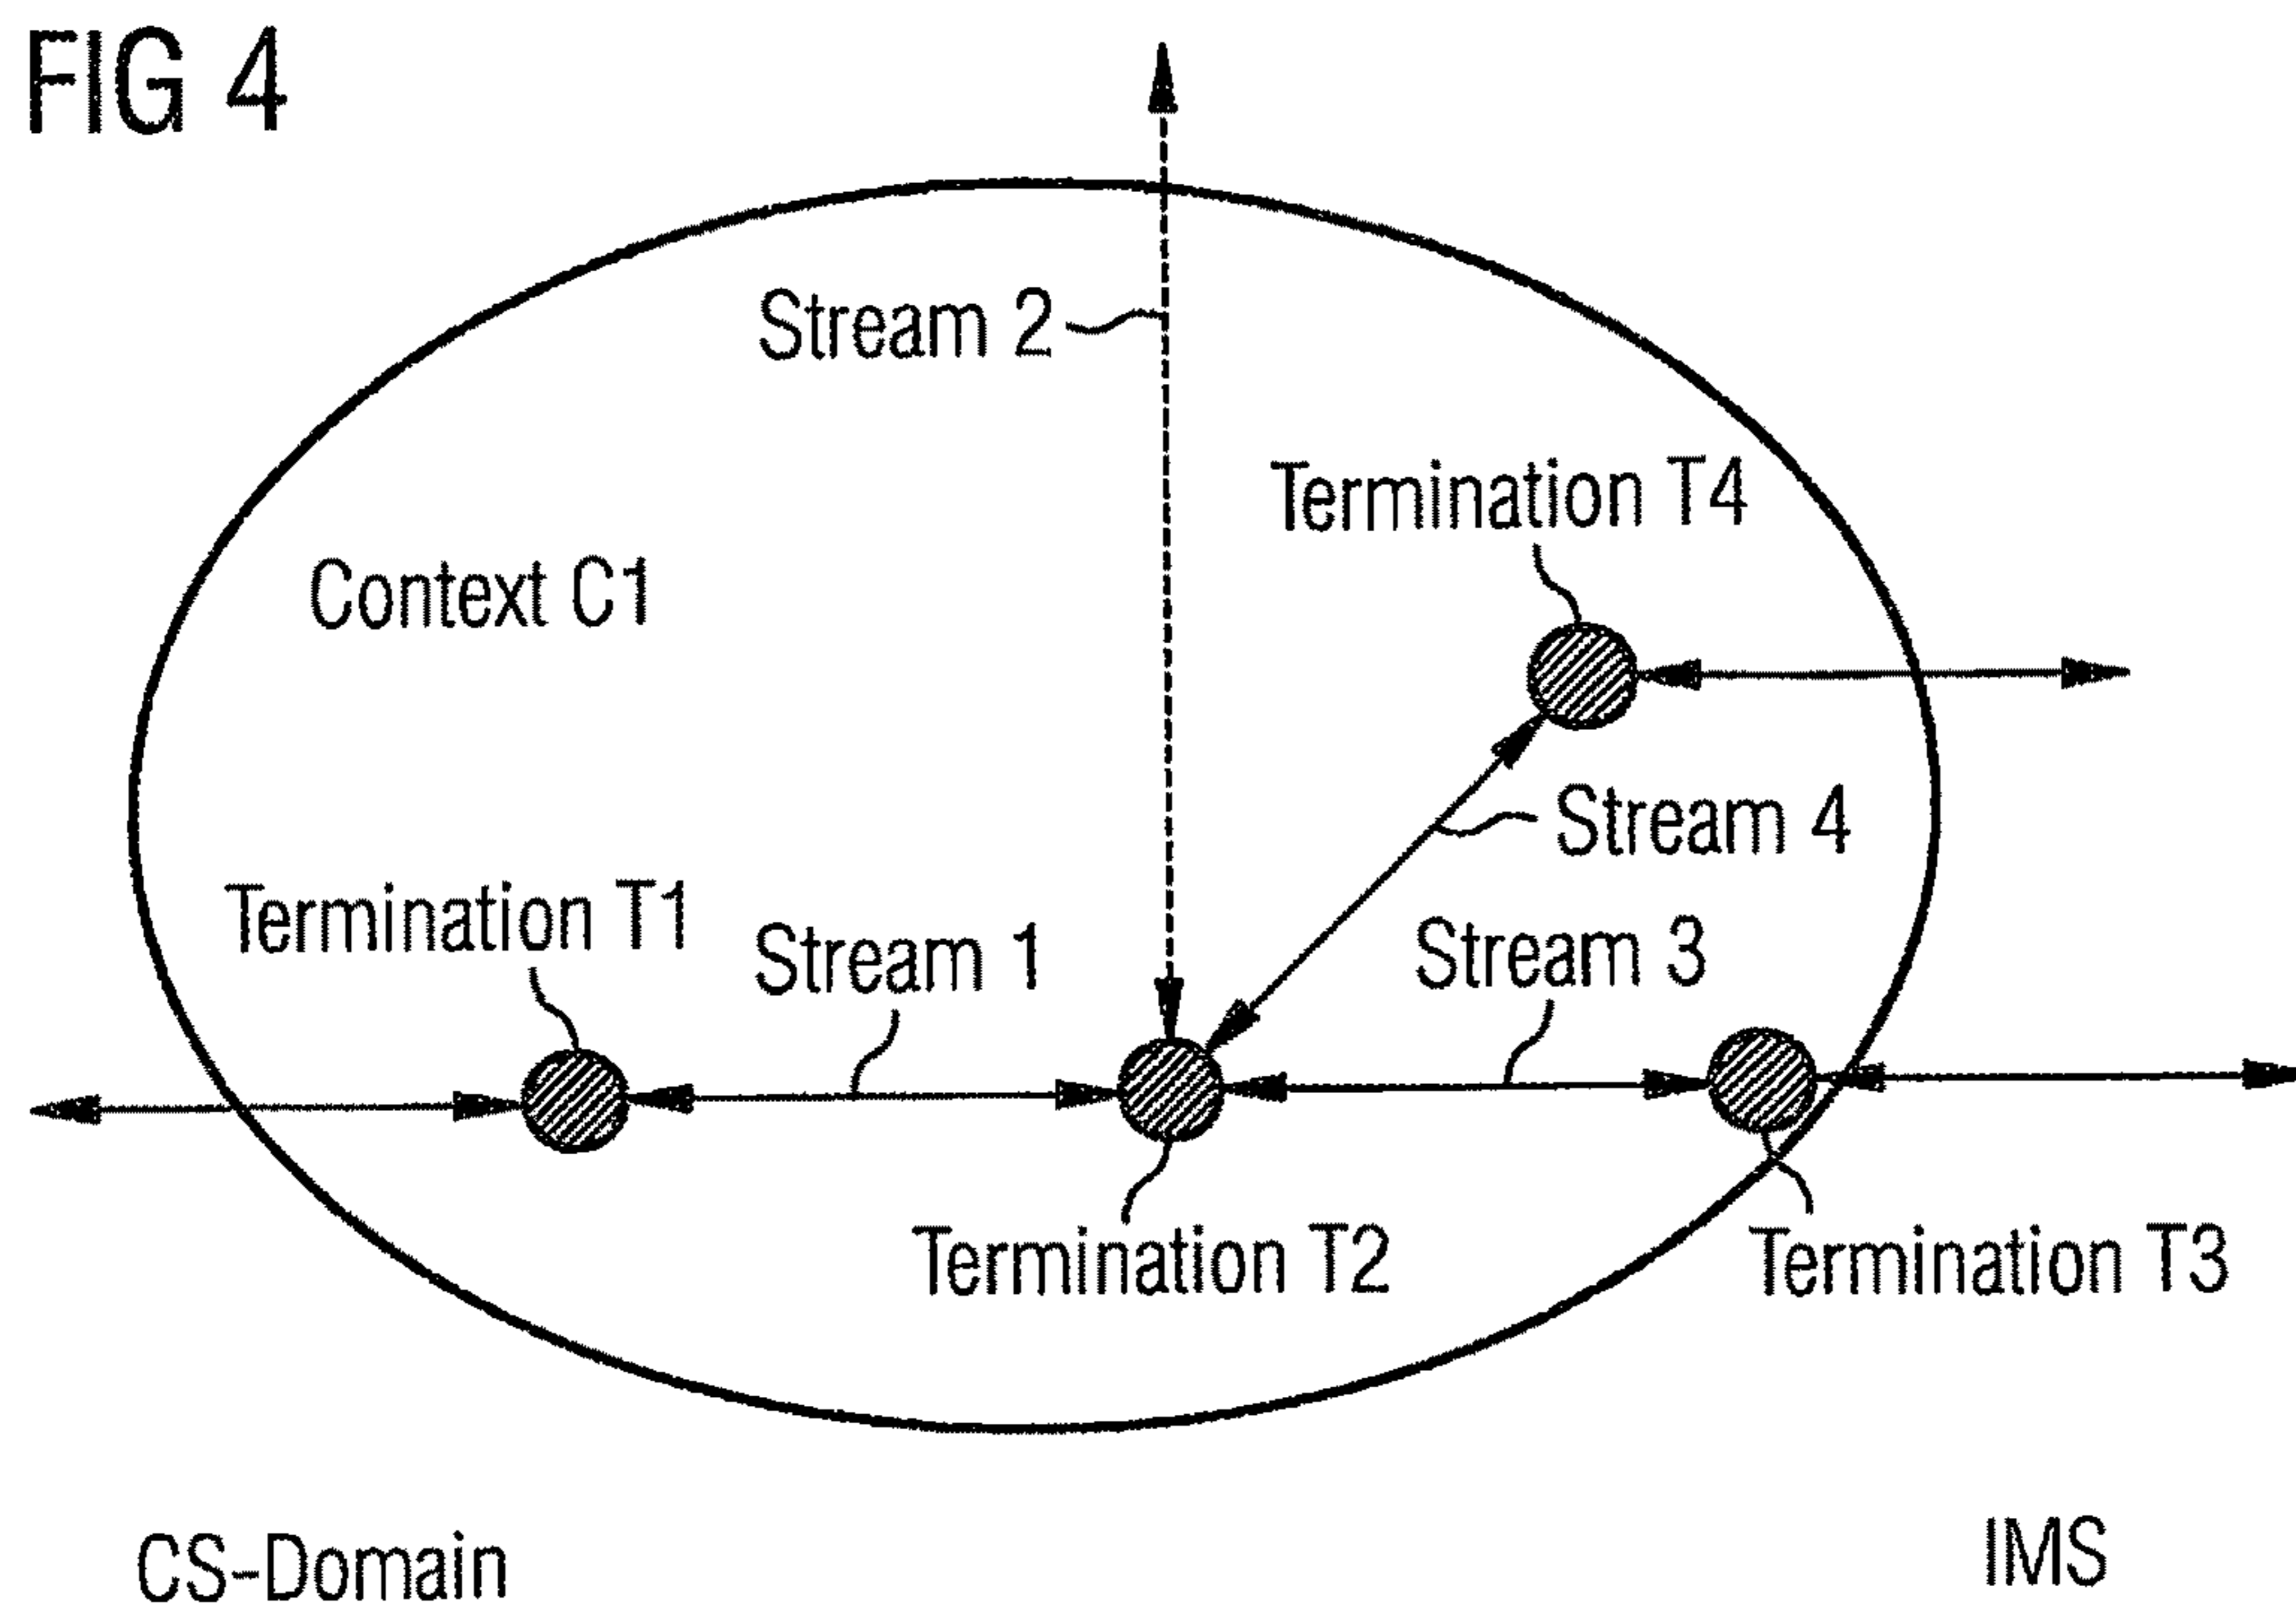 FIG 4
Stream 2
Termination T4
Context C1
Stream 4
Termination T1
Stream 1
Stream 3
Termination T2
Termination T3
CS-Domain
IMS